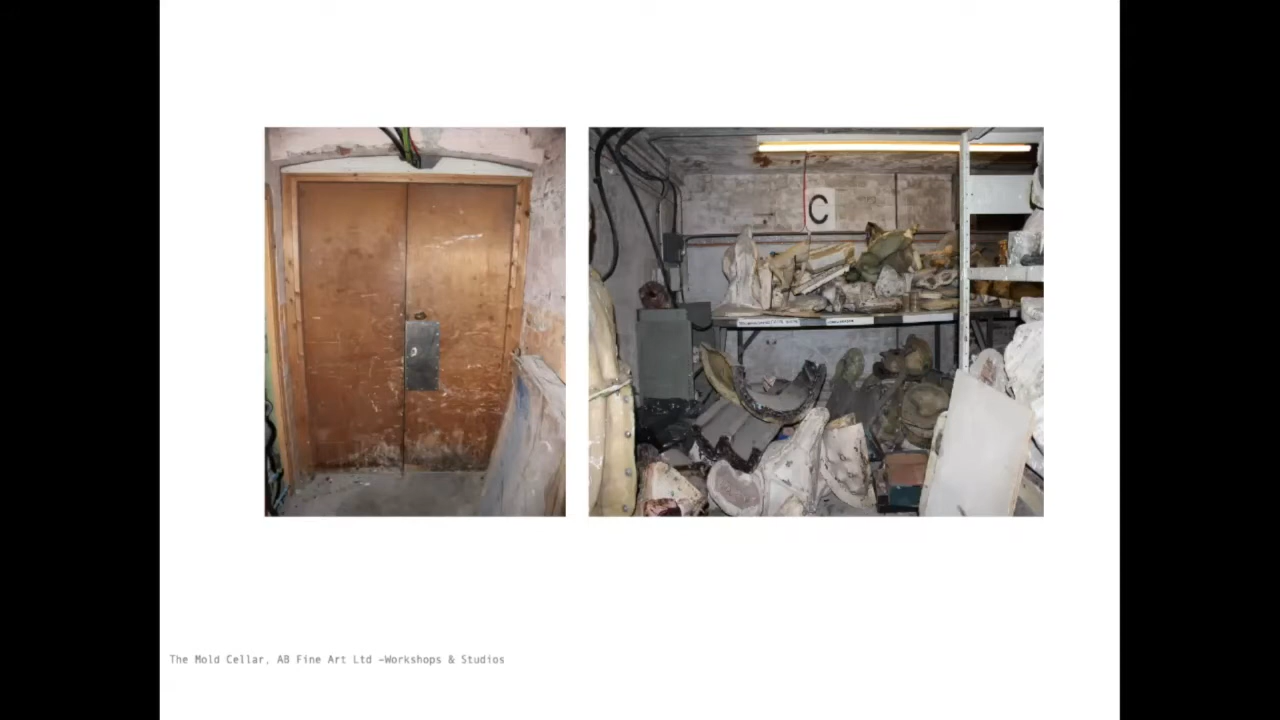 C
The Mold Cellar, AB Fine Art Ltd –Workshops & Studios